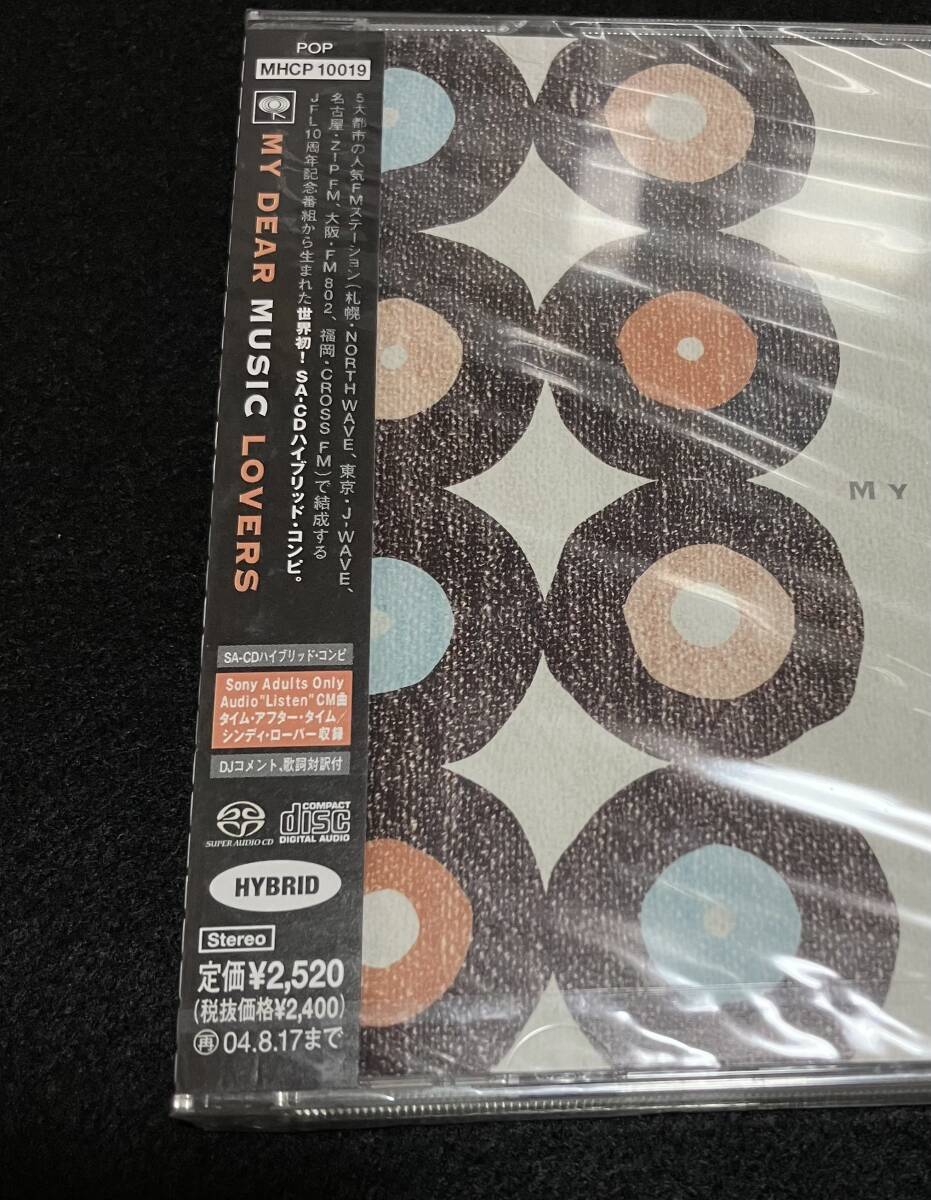 POP
MHCP 10019
MY DEAR MUSIC LOVERS
5大都市の人気FMステーション(札幌・NORTH WAVE、東京・J-WAVE、
名古屋・ZIP FM、大阪・FM 802、福岡・CROSS FM)で結成する
JFL10周年記念番組から生まれた世界初! SA-CDハイブリッド・コンピ。
SA-CDハイブリッド・コンピ
Sony Adults Only
Audio"Listen"CM曲
タイム・アフター・タイム/
シンディ・ローパー収録
DJコメント、歌詞対訳付
SUPER AUDIO CD
COMPACT
disc
DIGITAL AUDIO
HYBRID
Stereo
定価¥2,520
(税抜価格¥2,400)
再 04.8.17まで
MY